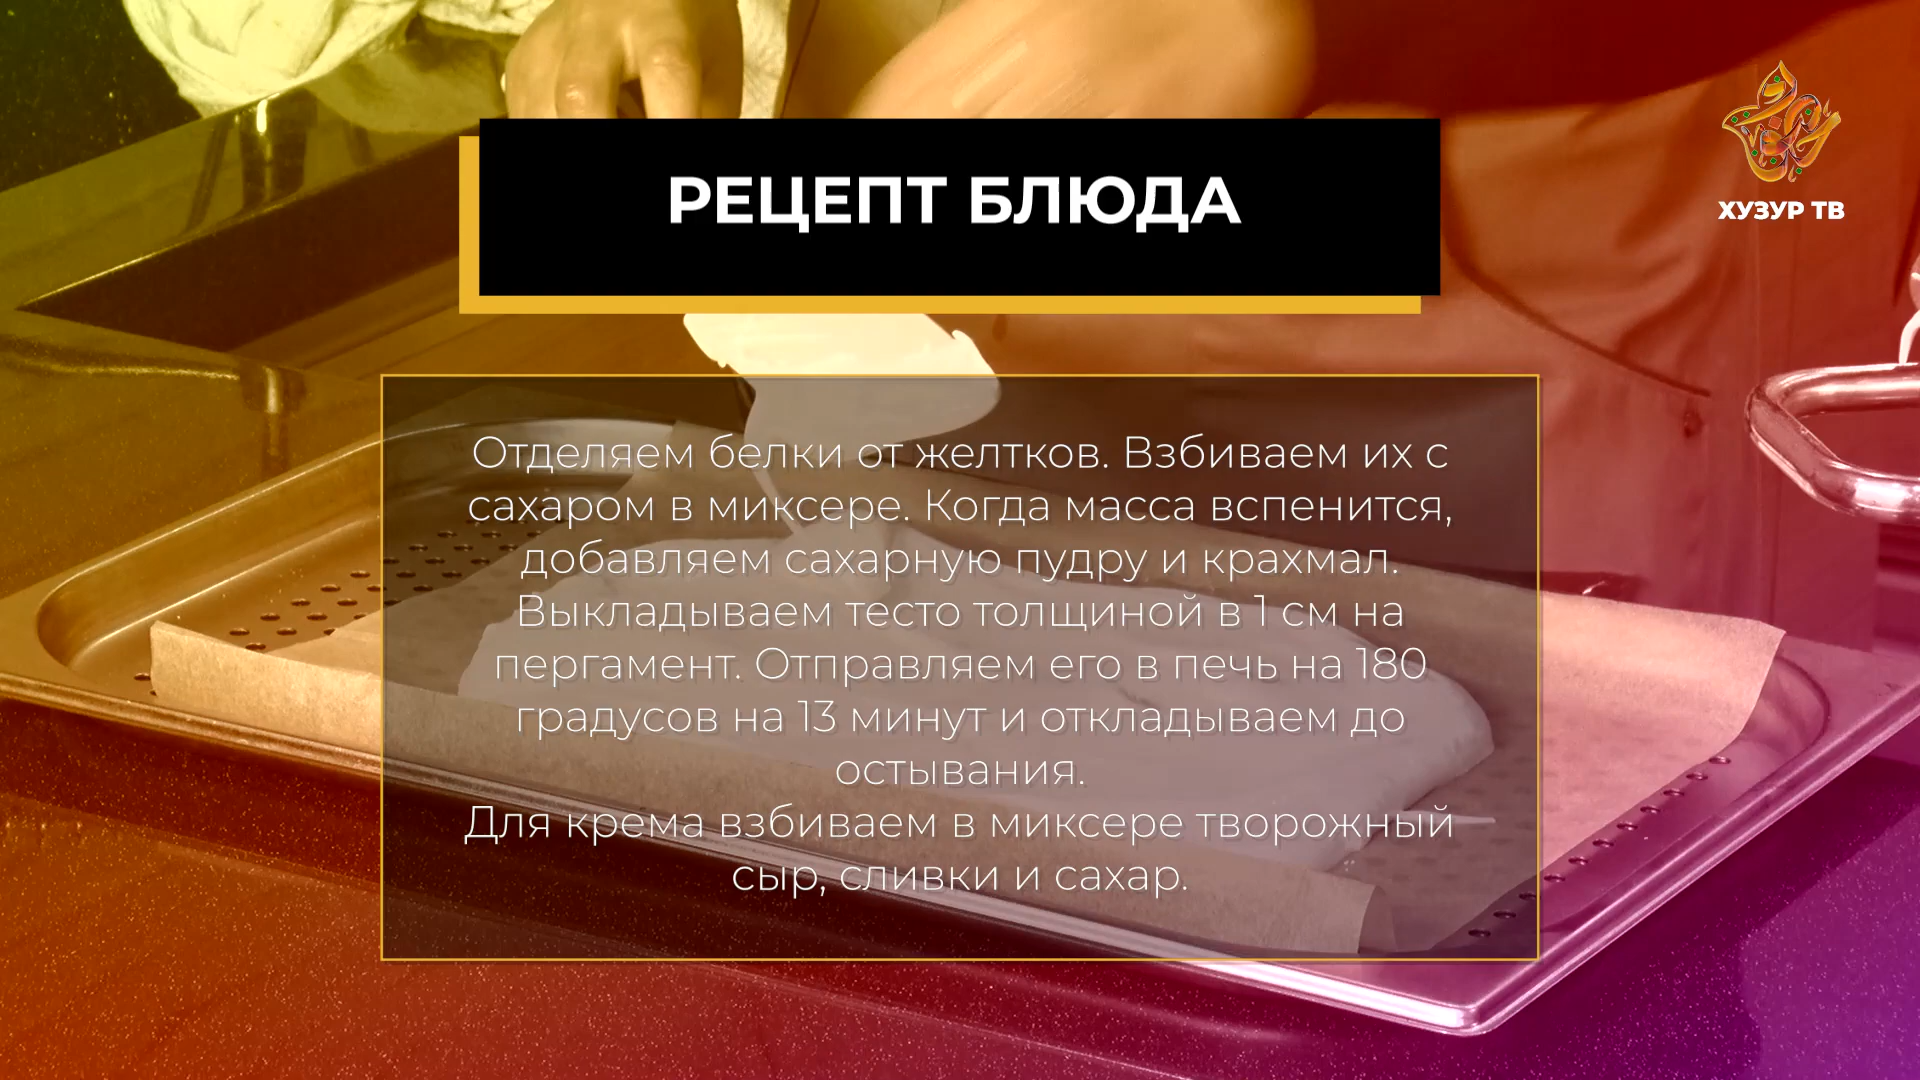 РЕЦЕПТ БЛЮДА
ХУЗУР ТВ
Отделяем белки от желтков. Взбиваем их с
сахаром в миксере. Когда масса вспенится,
добавляем сахарную пудру и крахмал.
Выкладываем тесто толщиной в 1 см на
пергамент. Отправляем его в печь на 180
градусов на 13 минут и откладываем до
остывания.
Для крема взбиваем в миксере творожный
сыр, сливки и сахар.